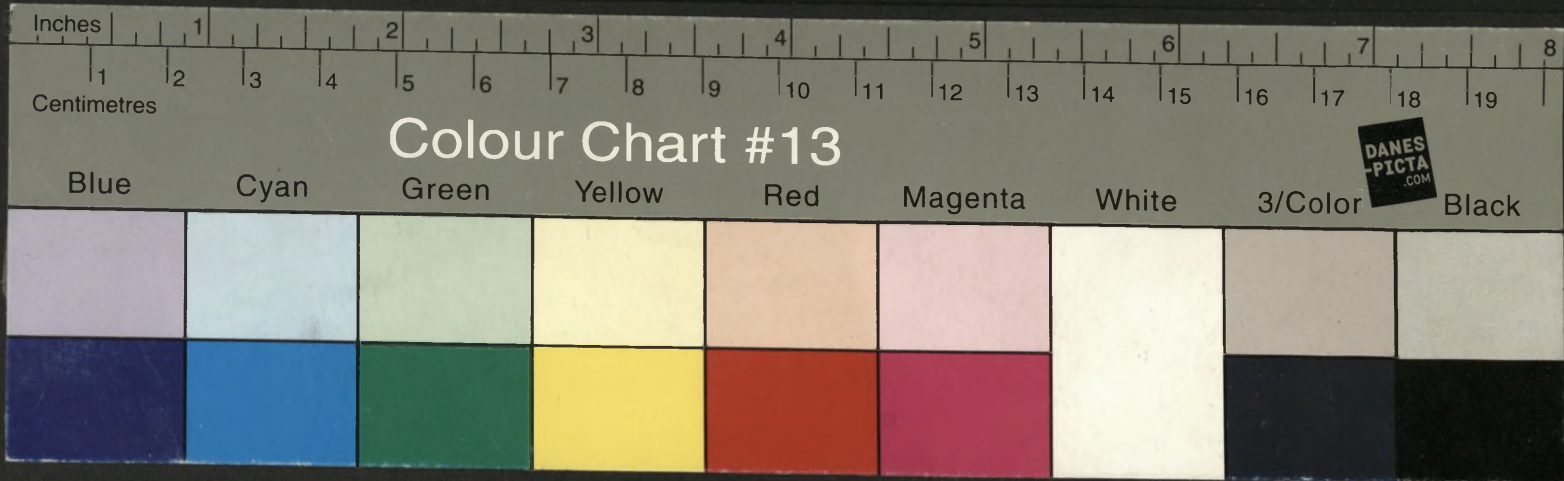 Inches 1 2 3 4 5 6 7 8
1 2 3 4 5 6 7 8 9 10 11 12 13 14 15 16 17 18 19
Centimetres
Colour Chart #13
DANES
-PICTA
.COM
Blue Cyan Green Yellow Red Magenta White 3/Color Black